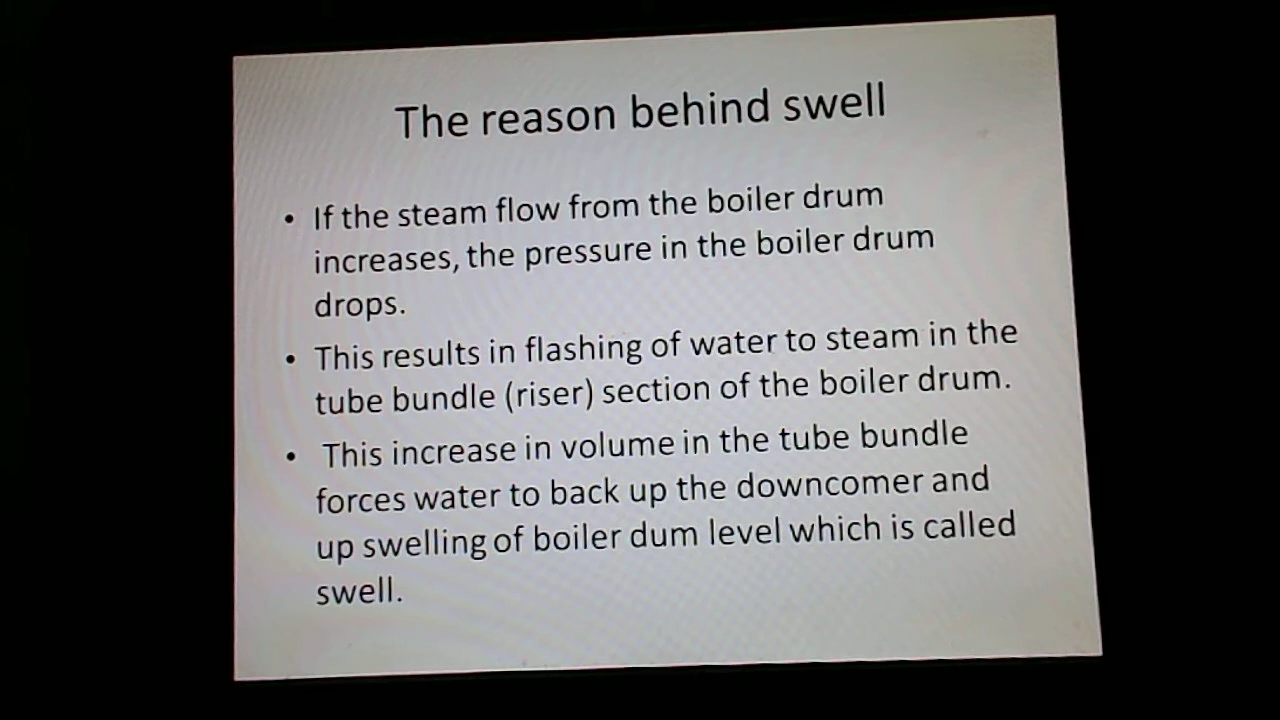 The reason behind swell
• If the steam flow from the boiler drum
increases, the pressure in the boiler drum
drops.
• This results in flashing of water to steam in the
tube bundle (riser) section of the boiler drum.
• This increase in volume in the tube bundle
forces water to back up the downcomer and
up swelling of boiler dum level which is called
swell.